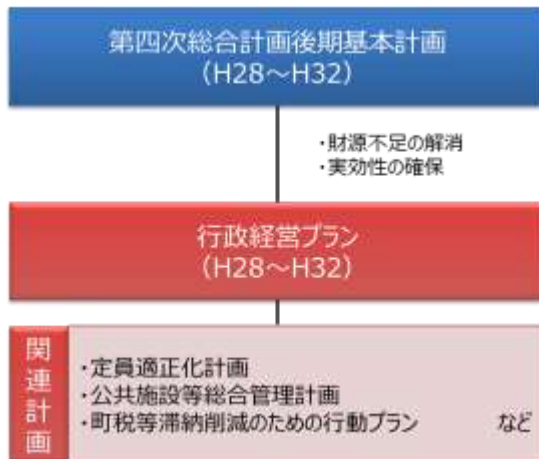 第四次総合計画後期基本計画
（H28～H32）
・財源不足の解消
・実効性の確保
行政経営プラン
（H28～H32）
関連計画
・定員適正化計画
・公共施設等総合管理計画
・町税等滞納削減のための行動プラン など